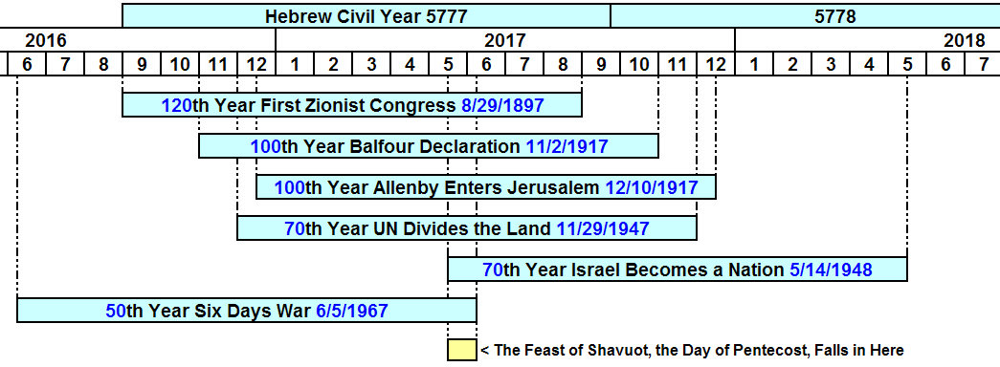 Hebrew Civil Year 5777 5778
2016 2017 2018
6 7 8 9 10 11 12 1 2 3 4 5 6 7 8 9 10 11 12 1 2 3 4 5 6 7
120th Year First Zionist Congress 8/29/1897
100th Year Balfour Declaration 11/2/1917
100th Year Allenby Enters Jerusalem 12/10/1917
70th Year UN Divides the Land 11/29/1947
70th Year Israel Becomes a Nation 5/14/1948
50th Year Six Days War 6/5/1967
< The Feast of Shavuot, the Day of Pentecost, Falls in Here